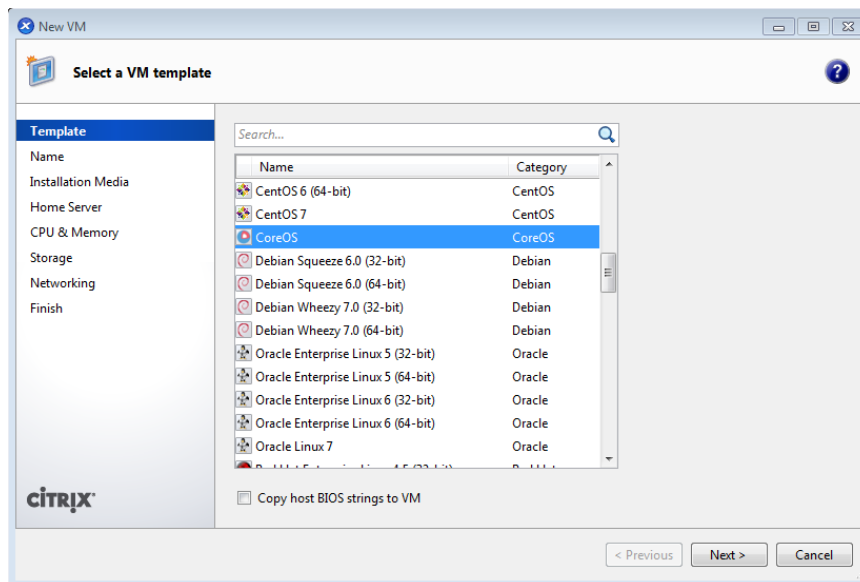 New VM
Select a VM template
?
Template
Name
Installation Media
Home Server
CPU & Memory
Storage
Networking
Finish
Search...
Name Category
CentOS 6 (64-bit) CentOS
CentOS 7 CentOS
CoreOS CoreOS
Debian Squeeze 6.0 (32-bit) Debian
Debian Squeeze 6.0 (64-bit) Debian
Debian Wheezy 7.0 (32-bit) Debian
Debian Wheezy 7.0 (64-bit) Debian
Oracle Enterprise Linux 5 (32-bit) Oracle
Oracle Enterprise Linux 5 (64-bit) Oracle
Oracle Enterprise Linux 6 (32-bit) Oracle
Oracle Enterprise Linux 6 (64-bit) Oracle
Oracle Linux 7 Oracle
Copy host BIOS strings to VM
CİTRIX
< Previous Next > Cancel